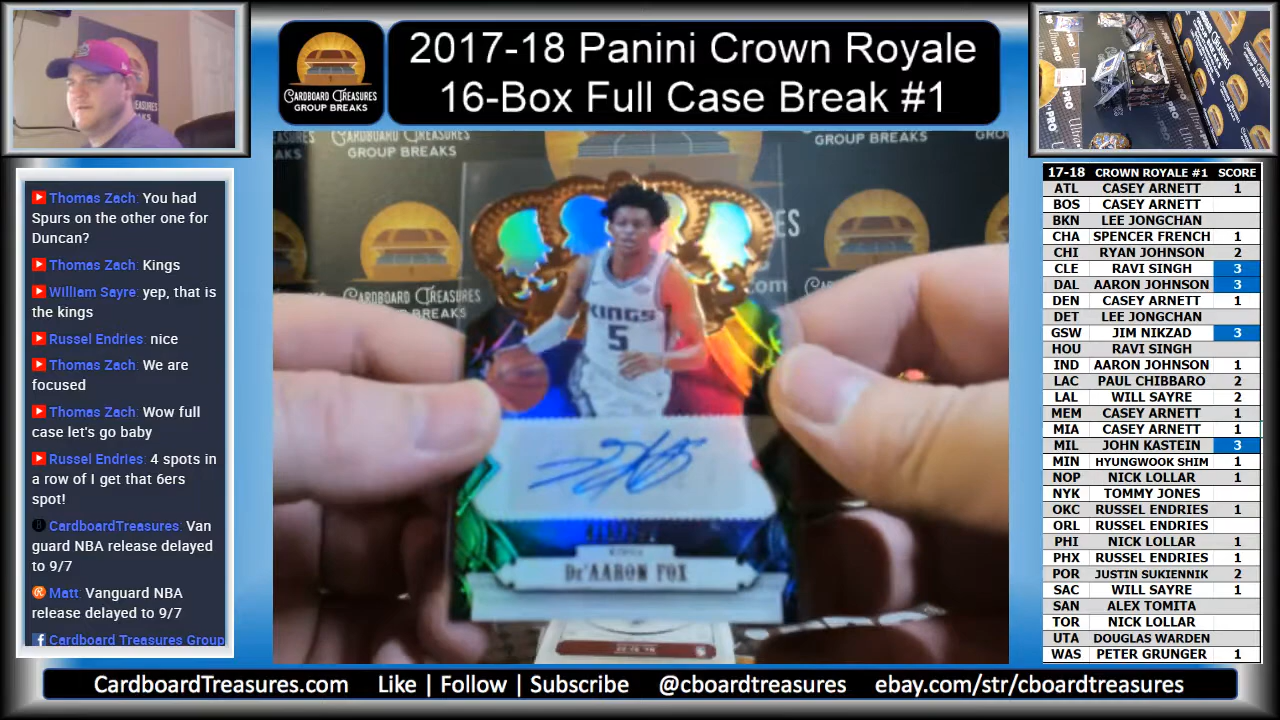 2017-18 Panini Crown Royale
16-Box Full Case Break #1
CARDBOARD TREASURES
GROUP BREAKS
Thomas Zach: You had
Spurs on the other one for
Duncan?
Thomas Zach: Kings
William Sayre: yep, that is
the kings
Russel Endries: nice
Thomas Zach: We are
focused
Thomas Zach: Wow full
case let's go baby
Russel Endries: 4 spots in
a row of I get that 6ers
spot!
CardboardTreasures: Van
guard NBA release delayed
to 9/7
Matt: Vanguard NBA
release delayed to 9/7
Cardboard Treasures Group
CARDBOARD TREASURES
GROUP BREAKS
CARDBOARD TREASURES
KINGS
5
KINGS
De'AARON FOX
17-18 CROWN ROYALE #1 SCORE
ATL CASEY ARNETT 1
BOS CASEY ARNETT
BKN LEE JONGCHAN
CHA SPENCER FRENCH 1
CHI RYAN JOHNSON 2
CLE RAVI SINGH 3
DAL AARON JOHNSON 3
DEN CASEY ARNETT 1
DET LEE JONGCHAN
GSW JIM NIKZAD 3
HOU RAVI SINGH
IND AARON JOHNSON 1
LAC PAUL CHIBBARO 2
LAL WILL SAYRE 2
MEM CASEY ARNETT 1
MIA CASEY ARNETT 1
MIL JOHN KASTEIN 3
MIN HYUNGWOOK SHIM 1
NOP NICK LOLLAR 1
NYK TOMMY JONES
OKC RUSSEL ENDRIES 1
ORL RUSSEL ENDRIES
PHI NICK LOLLAR 1
PHX RUSSEL ENDRIES 1
POR JUSTIN SUKIENNIK 2
SAC WILL SAYRE 1
SAN ALEX TOMITA
TOR NICK LOLLAR
UTA DOUGLAS WARDEN
WAS PETER GRUNGER 1
CardboardTreasures.com Like | Follow | Subscribe @cboardtreasures ebay.com/str/cboardtreasures